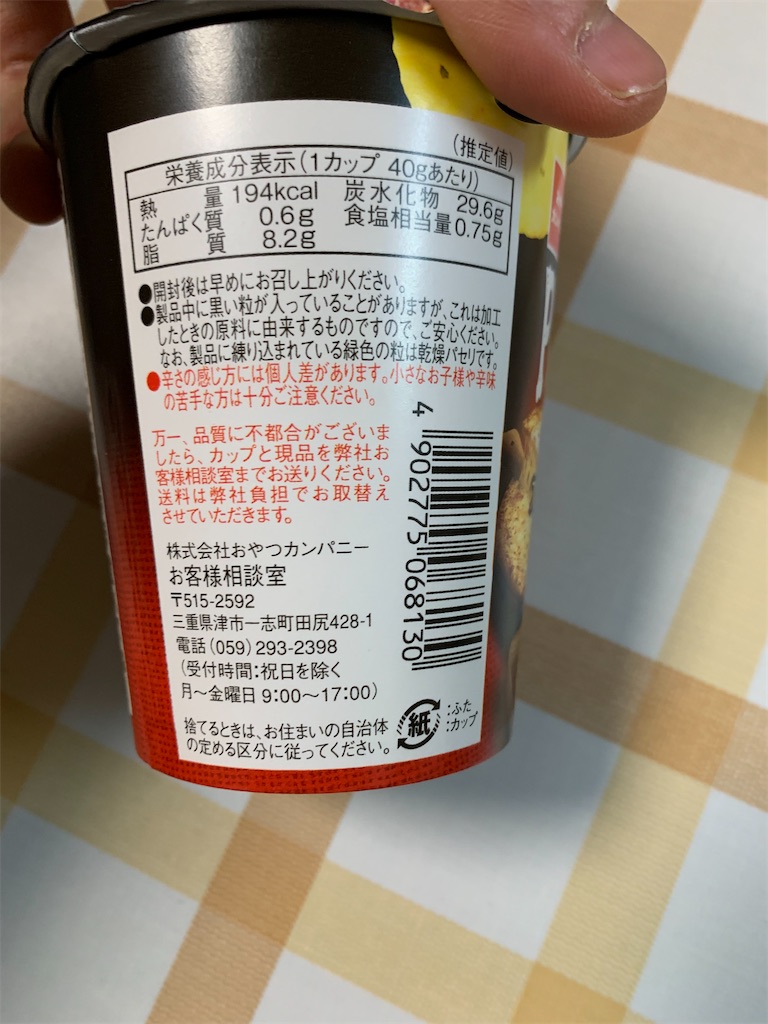 (推定値)
栄養成分表示(1カップ 40gあたり)
熱量 194kcal 炭水化物 29.6g
たんぱく質 0.6g 食塩相当量 0.75g
脂質 8.2g
●開封後は早めにお召し上がりください。
●製品中に黒い粒が入っていることがありますが、これは加工
したときの原料に由来するものですので、ご安心ください。
なお、製品に練り込まれている緑色の粒は乾燥パセリです。
●辛さの感じ方には個人差があります。小さなお子様や辛味
の苦手な方は十分ご注意ください。
万一、品質に不都合がございま
したら、カップと現品を弊社お
客様相談室までお送りください。
送料は弊社負担でお取替え
させていただきます。
株式会社おやつカンパニー
お客様相談室
〒515-2592
三重県津市一志町田尻428-1
電話(059)293-2398
(受付時間:祝日を除く
月〜金曜日 9:00〜17:00)
捨てるときは、お住まいの自治体
の定める区分に従ってください。
紙
:ふた
:カップ
4 902775 068130